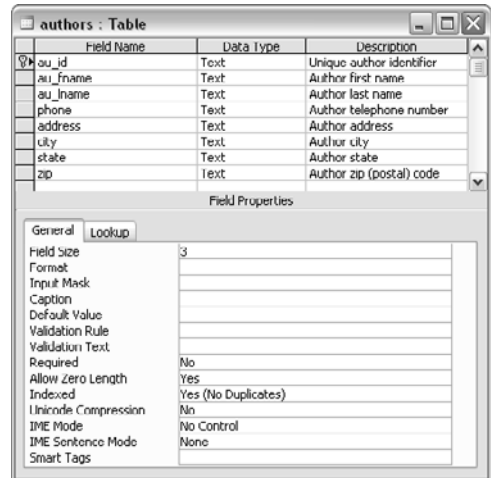 authors : Table
Field Name Data Type Description
au_id Text Unique author identifier
au_fname Text Author first name
au_lname Text Author last name
phone Text Author telephone number
address Text Author address
city Text Author city
state Text Author state
zip Text Author zip (postal) code
Field Properties
General Lookup
Field Size 3
Format
Input Mask
Caption
Default Value
Validation Rule
Validation Text
Required No
Allow Zero Length Yes
Indexed Yes (No Duplicates)
Unicode Compression No
IME Mode No Control
IME Sentence Mode None
Smart Tags